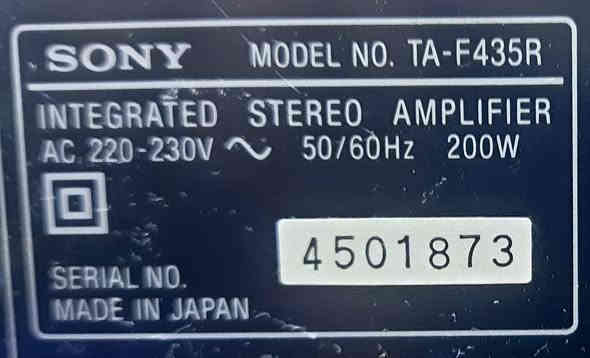 SONY MODEL NO. TA-F435R
INTEGRATED STEREO AMPLIFIER
AC 220-230V ~ 50/60Hz 200W
4501873
SERIAL NO.
MADE IN JAPAN